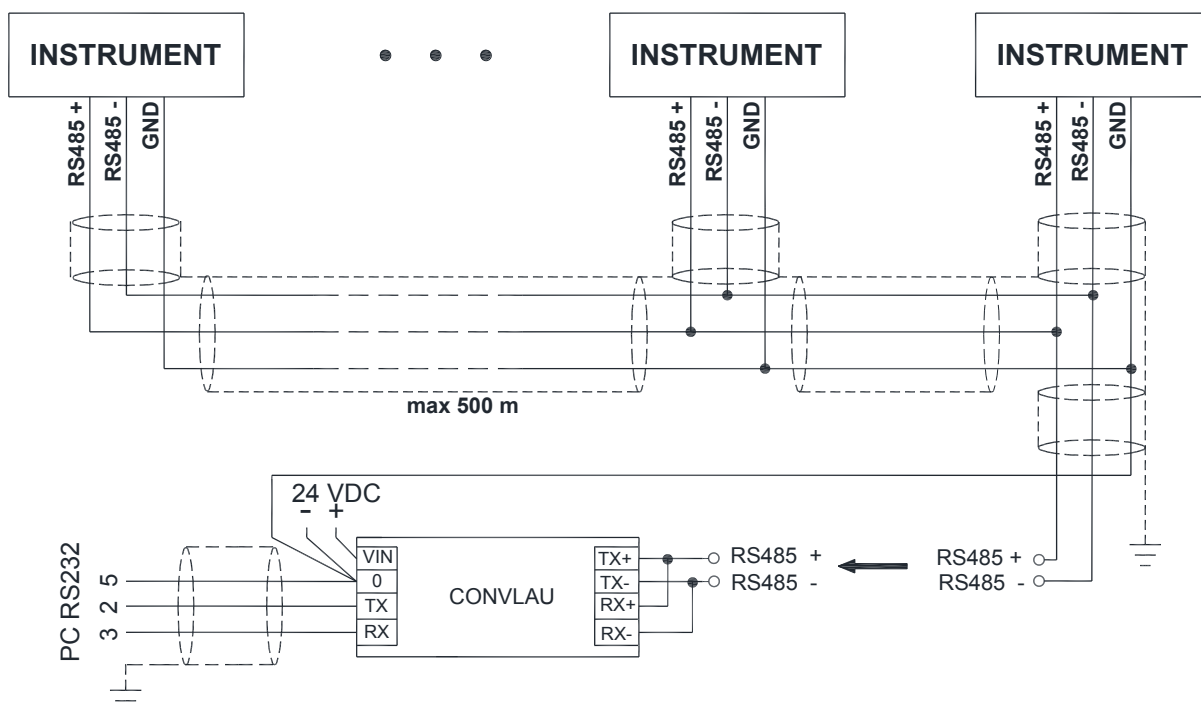 INSTRUMENT
INSTRUMENT
INSTRUMENT
RS485 +
RS485 -
GND
RS485 +
RS485 -
GND
RS485 +
RS485 -
GND
max 500 m
24 VDC
- +
PC RS232
5
2
3
VIN
0
TX
RX
CONVLAU
TX+
TX-
RX+
RX-
RS485 +
RS485 -
RS485 +
RS485 -